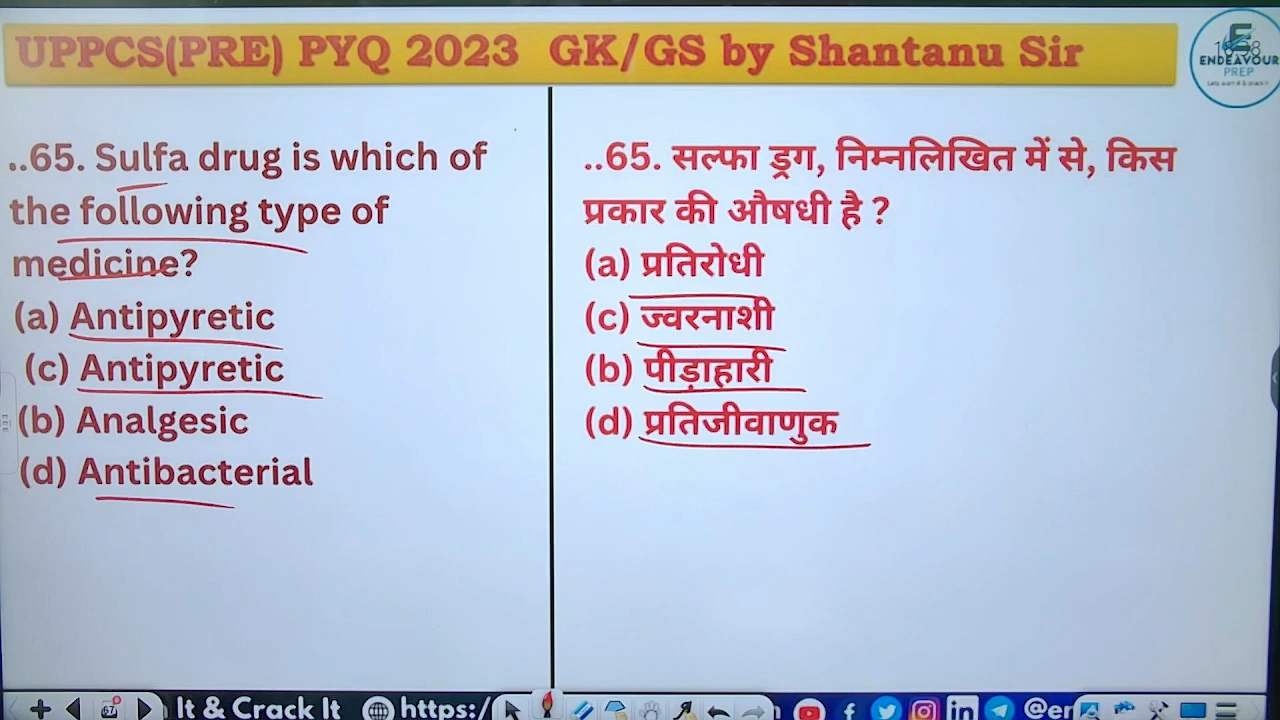 UPPCS(PRE) PYQ 2023 GK/GS by Shantanu Sir
ENDEAVOUR
PREP
..65. Sulfa drug is which of
the following type of
medicine?
(a) Antipyretic
(c) Antipyretic
(b) Analgesic
(d) Antibacterial
..65. सल्फा ड्रग, निम्नलिखित में से, किस
प्रकार की औषधी है ?
(a) प्रतिरोधी
(c) ज्वरनाशी
(b) पीड़ाहारी
(d) प्रतिजीवाणुक
It & Crack It https:/